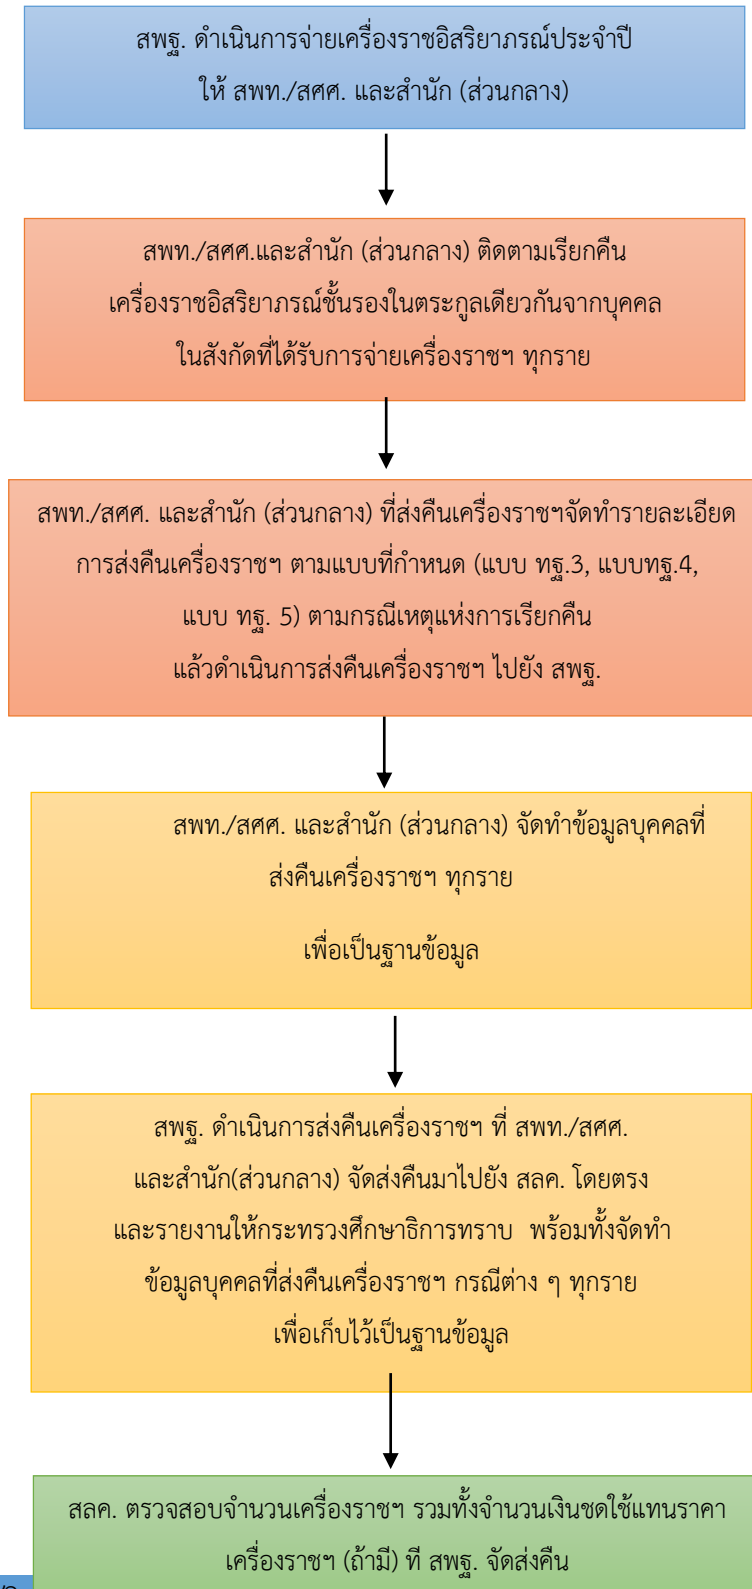 สพฐ. ดำเนินการจ่ายเครื่องราชอิสริยาภรณ์ประจำปี
ให้ สพท./สศศ. และสำนัก (ส่วนกลาง)
สพท./สศศ.และสำนัก (ส่วนกลาง) ติดตามเรียกคืน
เครื่องราชอิสริยาภรณ์ชั้นรองในตระกูลเดียวกันจากบุคคล
ในสังกัดที่ได้รับการจ่ายเครื่องราชฯ ทุกราย
สพท./สศศ. และสำนัก (ส่วนกลาง) ที่ส่งคืนเครื่องราชฯจัดทำรายละเอียด
การส่งคืนเครื่องราชฯ ตามแบบที่กำหนด (แบบ ทฐ.3, แบบทฐ.4,
แบบ ทฐ. 5) ตามกรณีเหตุแห่งการเรียกคืน
แล้วดำเนินการส่งคืนเครื่องราชฯ ไปยัง สพฐ.
สพท./สศศ. และสำนัก (ส่วนกลาง) จัดทำข้อมูลบุคคลที่
ส่งคืนเครื่องราชฯ ทุกราย
เพื่อเป็นฐานข้อมูล
สพฐ. ดำเนินการส่งคืนเครื่องราชฯ ที่ สพท./สศศ.
และสำนัก(ส่วนกลาง) จัดส่งคืนมาไปยัง สลค. โดยตรง
และรายงานให้กระทรวงศึกษาธิการทราบ พร้อมทั้งจัดทำ
ข้อมูลบุคคลที่ส่งคืนเครื่องราชฯ กรณีต่าง ๆ ทุกราย
เพื่อเก็บไว้เป็นฐานข้อมูล
สลค. ตรวจสอบจำนวนเครื่องราชฯ รวมทั้งจำนวนเงินชดใช้แทนราคา
เครื่องราชฯ (ถ้ามี) ที สพฐ. จัดส่งคืน